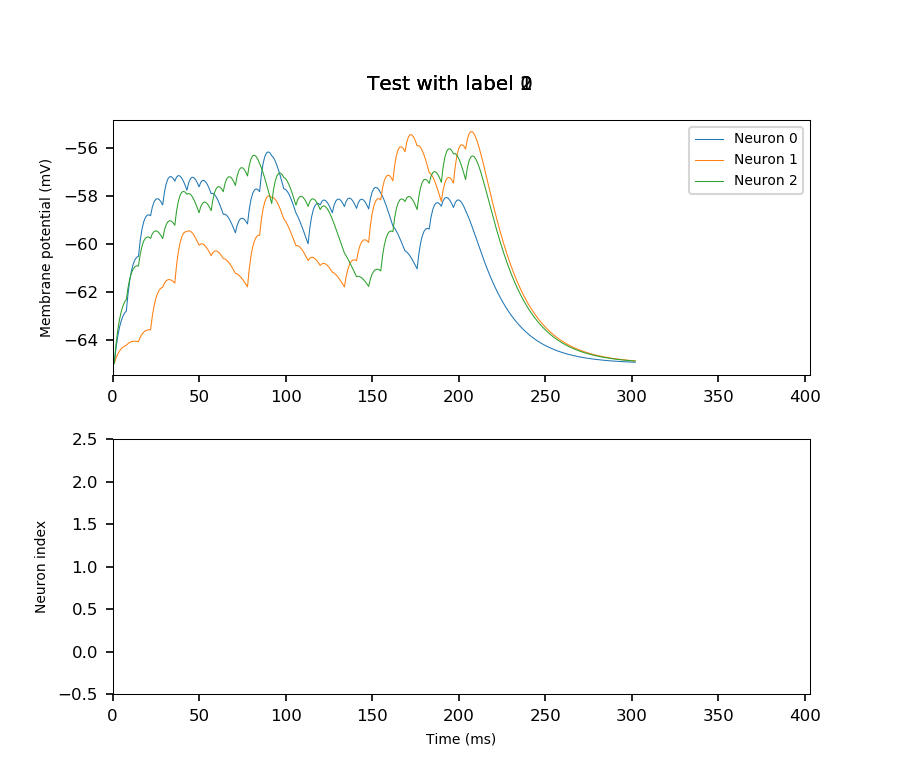 Test with label
Membrane potential (mV)
−56
−58
−60
−62
−64
Neuron 0
Neuron 1
Neuron 2
0 50 100 150 200 250 300 350 400
Neuron index
2.5
2.0
1.5
1.0
0.5
0.0
−0.5
0 50 100 150 200 250 300 350 400
Time (ms)